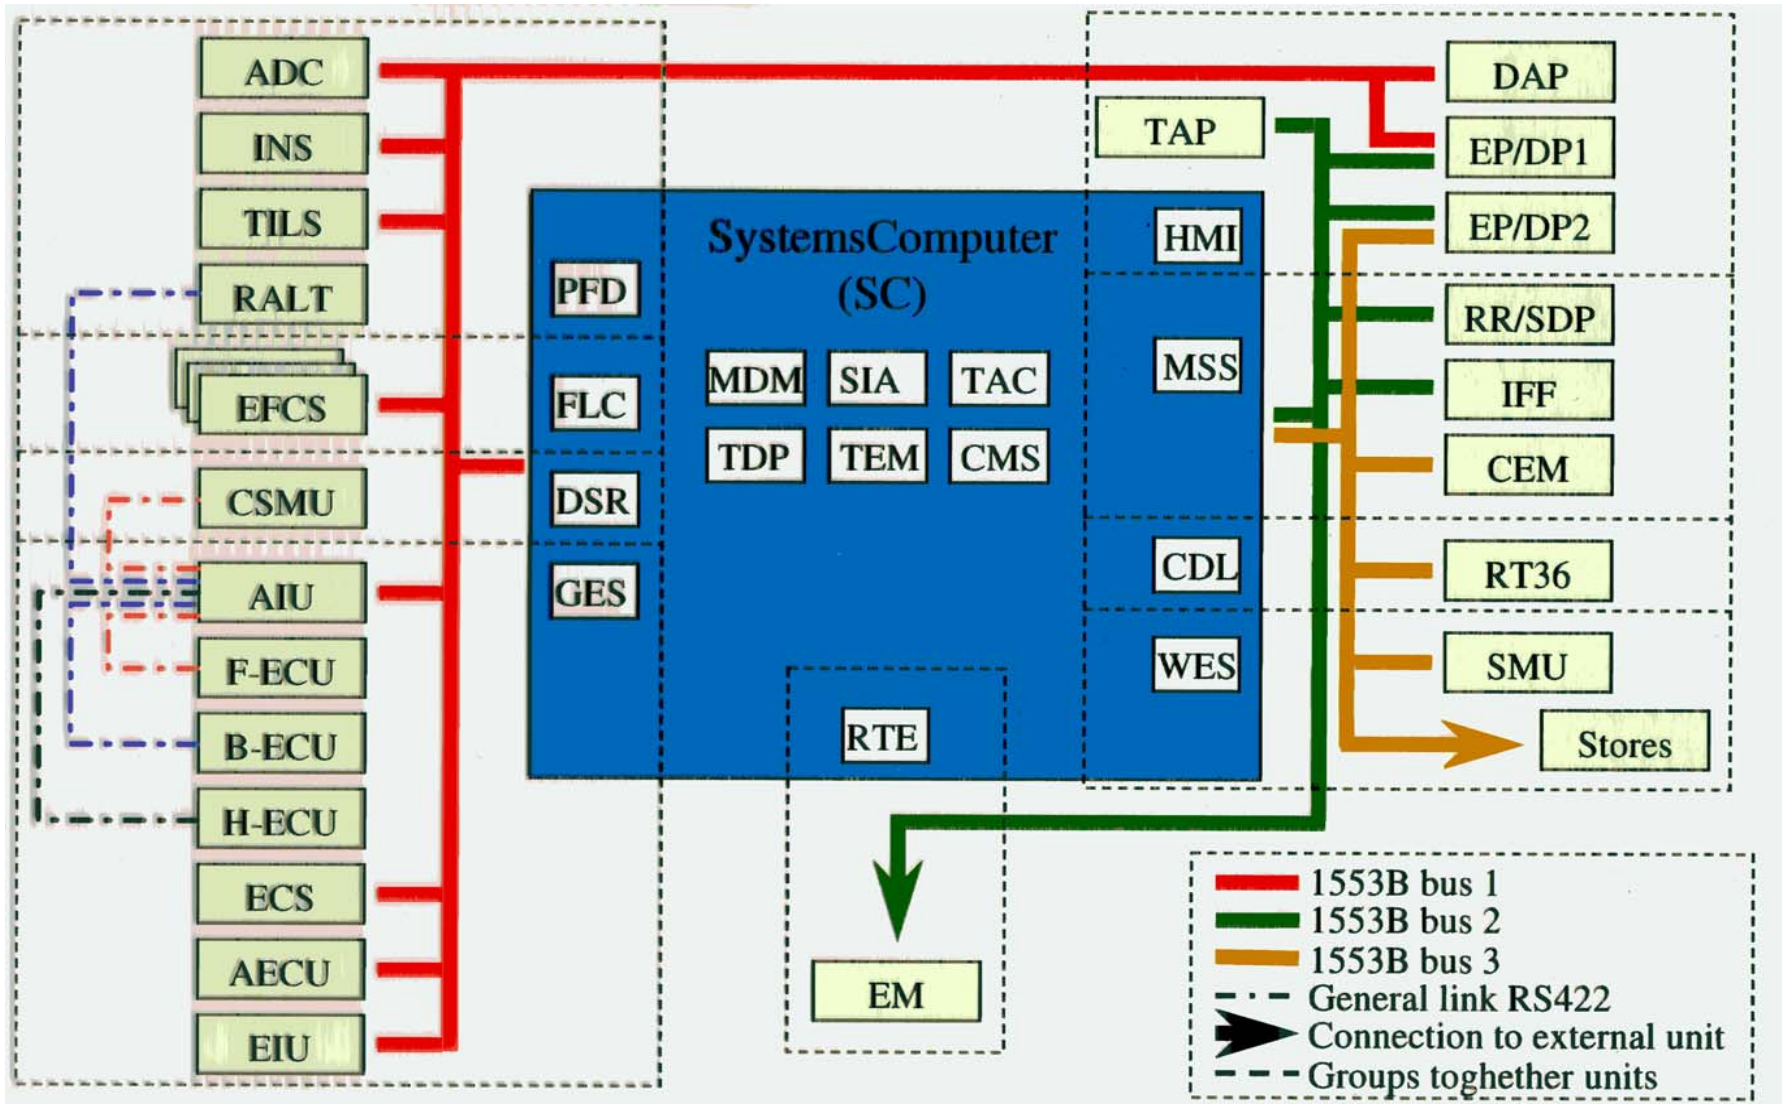 ADC
INS
TILS
RALT
EFCS
CSMU
AIU
F-ECU
B-ECU
H-ECU
ECS
AECU
EIU
SystemsComputer
(SC)
PFD
FLC
DSR
GES
MDM
SIA
TAC
TDP
TEM
CMS
RTE
HMI
MSS
CDL
WES
TAP
DAP
EP/DP1
EP/DP2
RR/SDP
IFF
CEM
RT36
SMU
Stores
EM
1553B bus 1
1553B bus 2
1553B bus 3
General link RS422
Connection to external unit
Groups toghether units